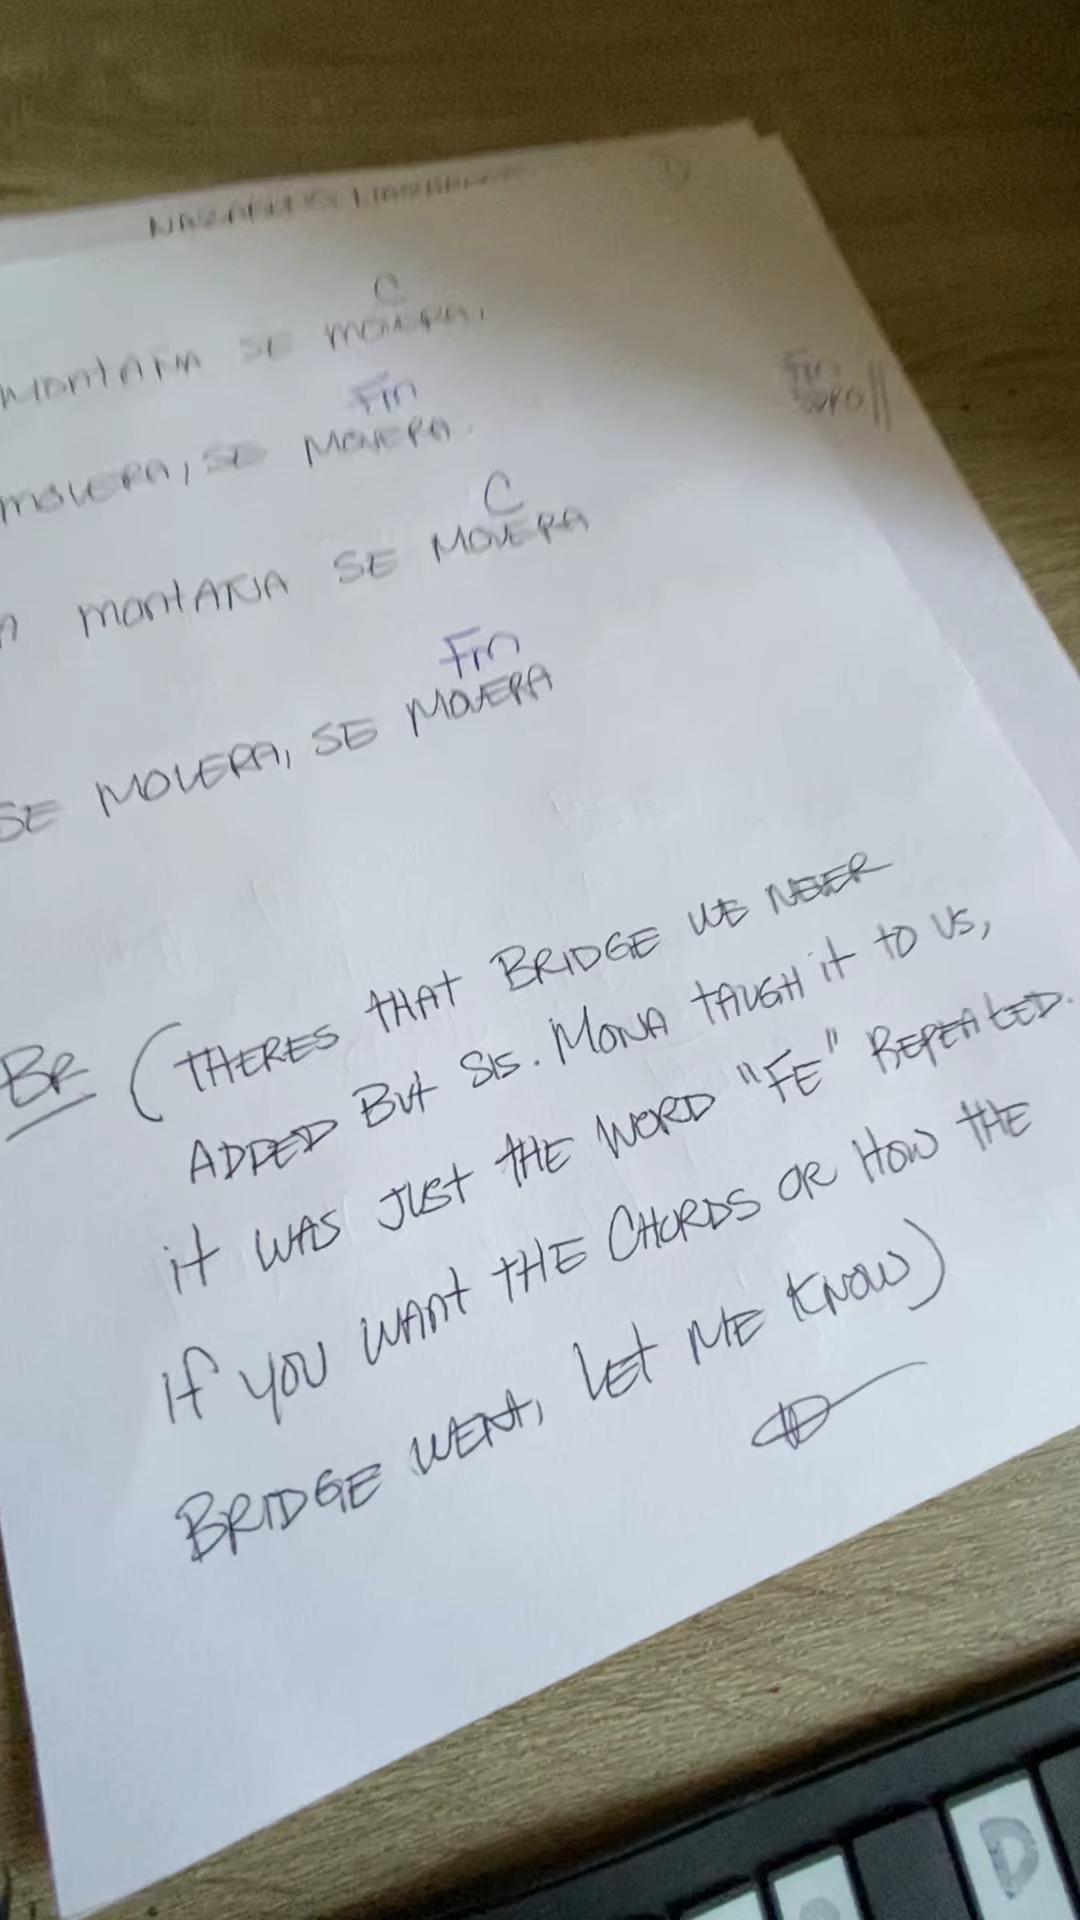 C
MONTAÑA SE MOVERA,
Fm
MOVERA, SE MOVERA.
C
MONTAÑA SE MOVERA
Fm
SE MOVERA, SE MOVERA
BR (THERES THAT BRIDGE WE NEVER
ADDED BUT SIS. MONA TAUGH it to US,
it WAS JUST THE WORD "FE" REPEATED.
If YOU WANT THE CHORDS OR HOW THE
BRIDGE WENT, LET ME KNOW)
D